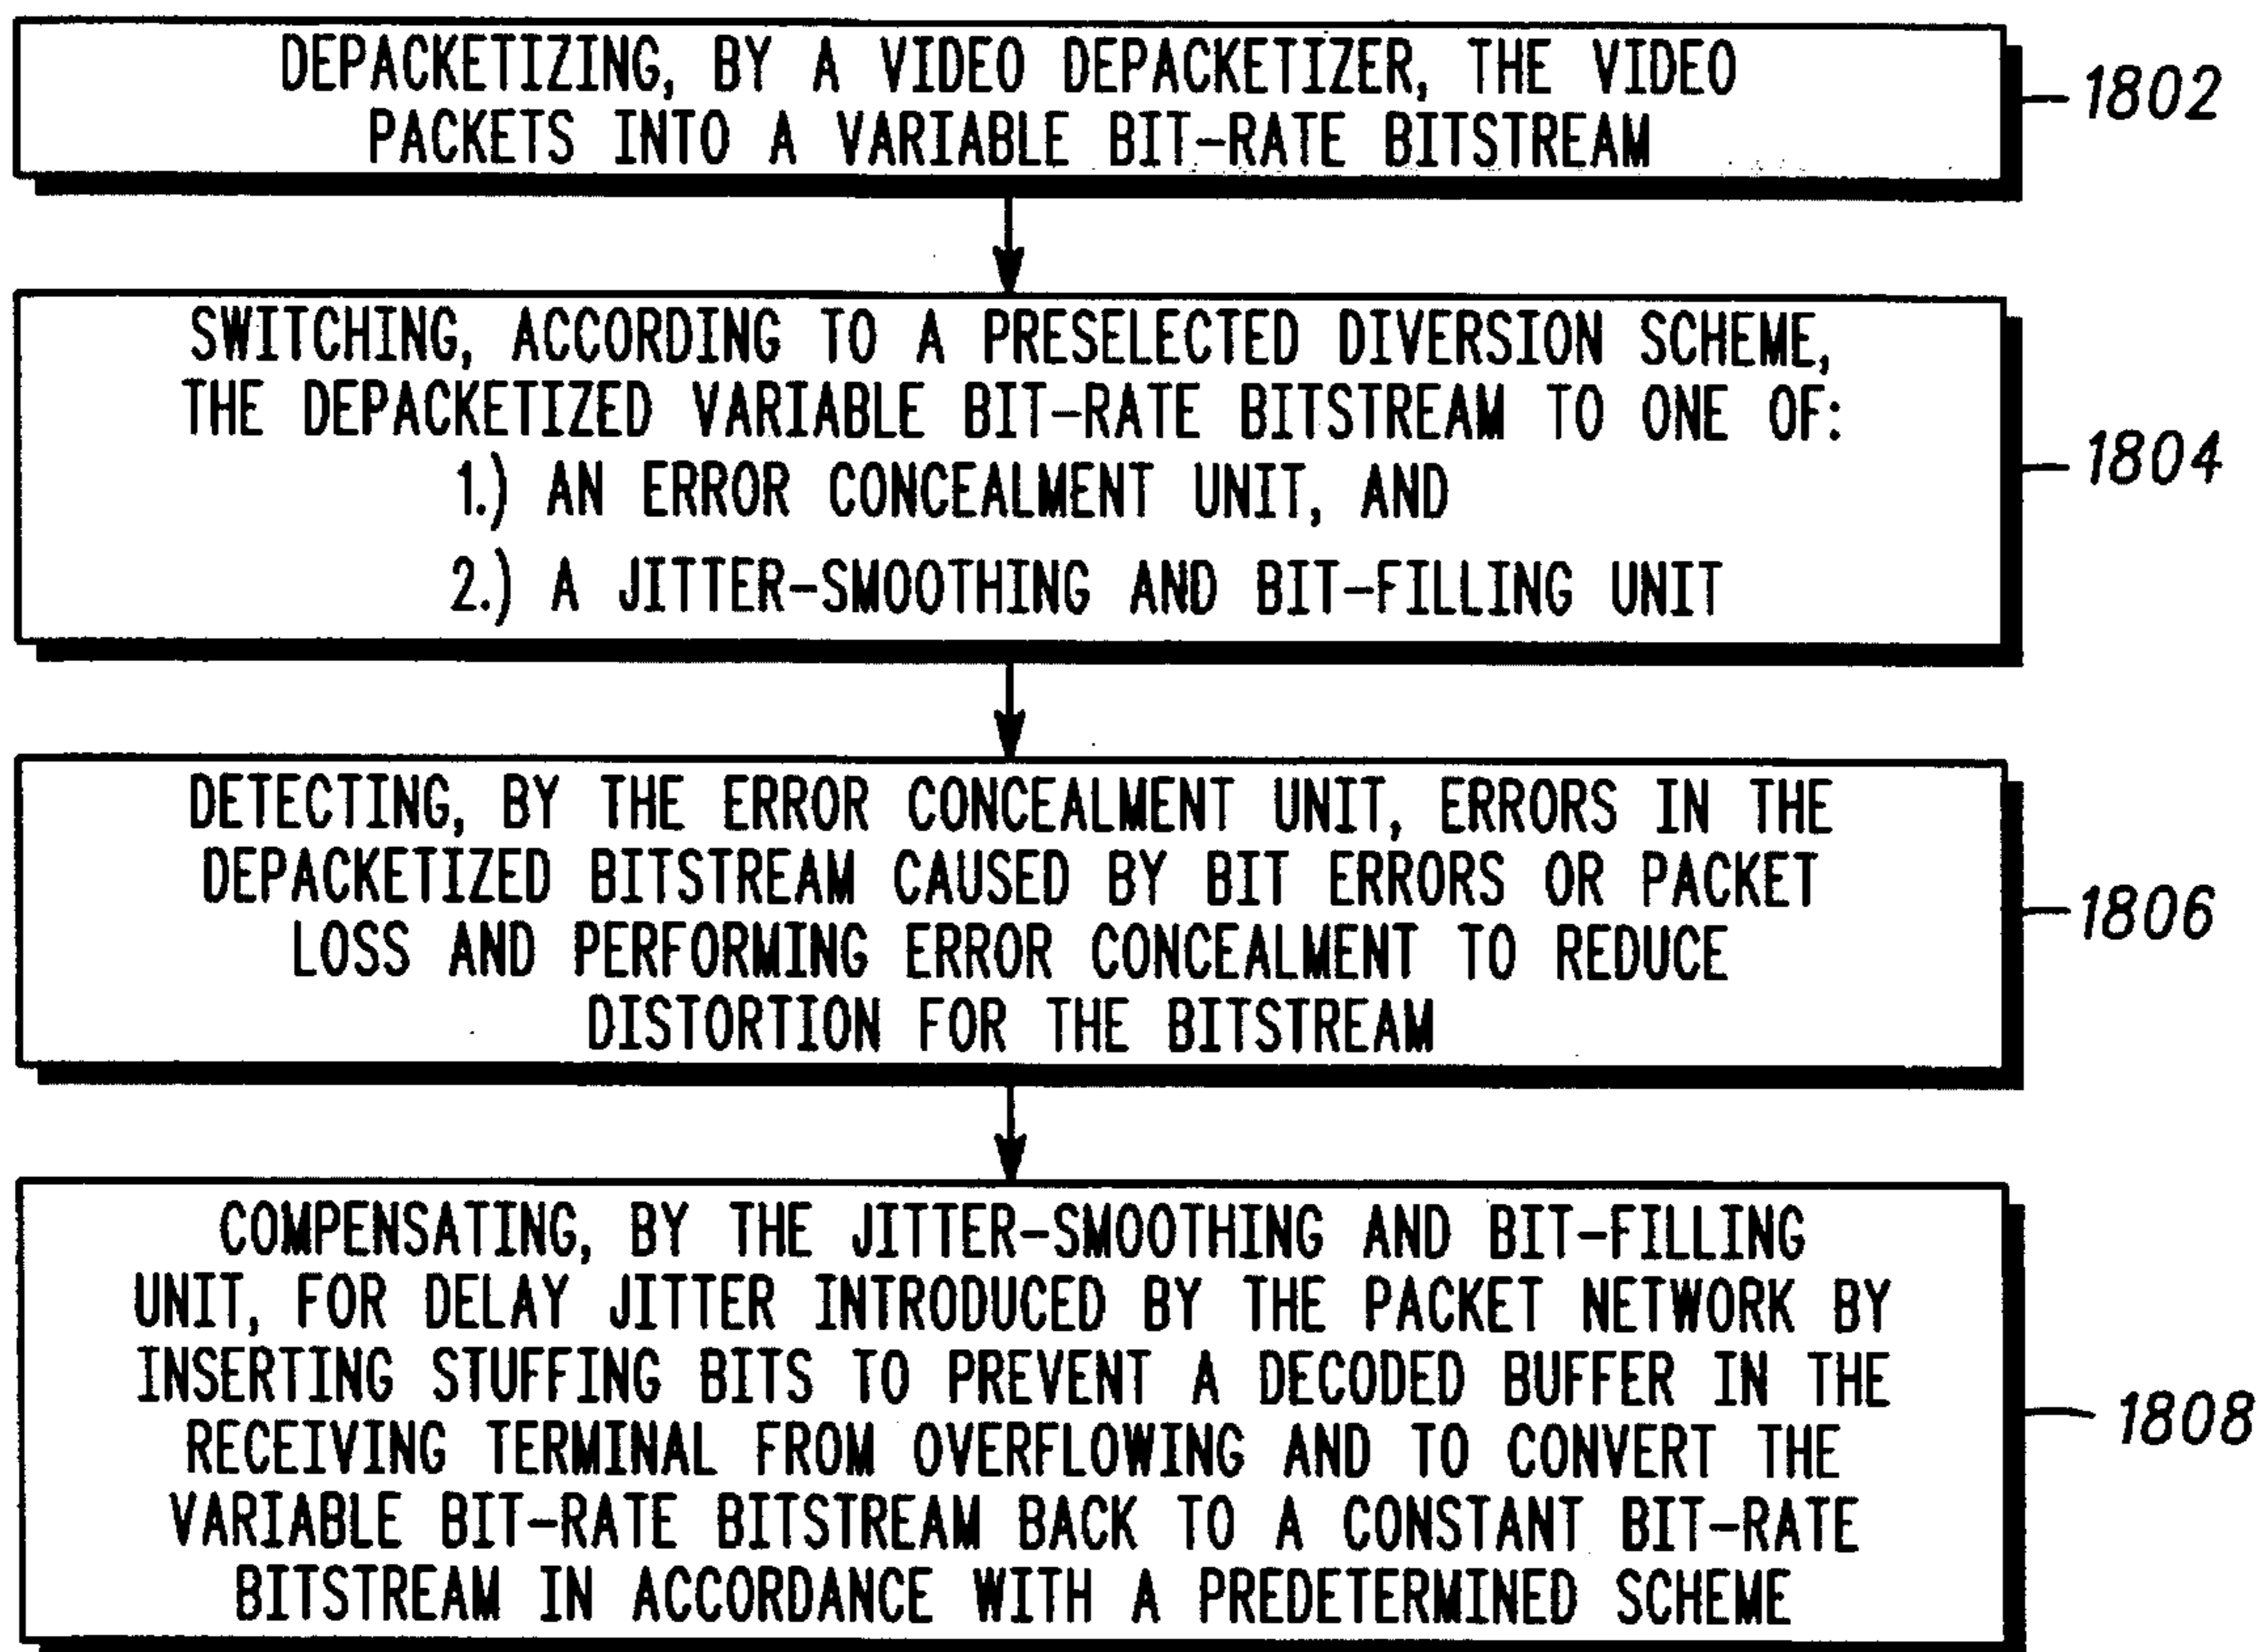 DEPACKETIZING, BY A VIDEO DEPACKETIZER, THE VIDEO
PACKETS INTO A VARIABLE BIT-RATE BITSTREAM
1802
SWITCHING, ACCORDING TO A PRESELECTED DIVERSION SCHEME,
THE DEPACKETIZED VARIABLE BIT-RATE BITSTREAM TO ONE OF:
1.) AN ERROR CONCEALMENT UNIT, AND
2.) A JITTER-SMOOTHING AND BIT-FILLING UNIT
1804
DETECTING, BY THE ERROR CONCEALMENT UNIT, ERRORS IN THE
DEPACKETIZED BITSTREAM CAUSED BY BIT ERRORS OR PACKET
LOSS AND PERFORMING ERROR CONCEALMENT TO REDUCE
DISTORTION FOR THE BITSTREAM
1806
COMPENSATING, BY THE JITTER-SMOOTHING AND BIT-FILLING
UNIT, FOR DELAY JITTER INTRODUCED BY THE PACKET NETWORK BY
INSERTING STUFFING BITS TO PREVENT A DECODED BUFFER IN THE
RECEIVING TERMINAL FROM OVERFLOWING AND TO CONVERT THE
VARIABLE BIT-RATE BITSTREAM BACK TO A CONSTANT BIT-RATE
BITSTREAM IN ACCORDANCE WITH A PREDETERMINED SCHEME
1808